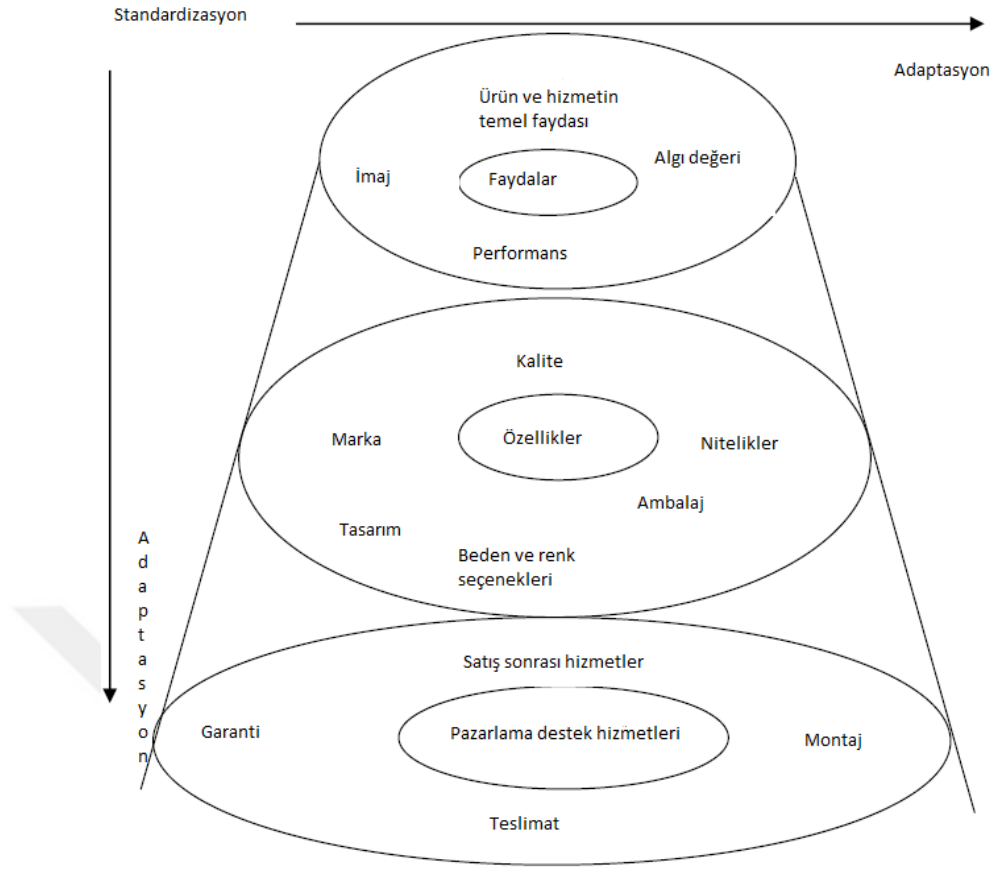 Standardizasyon
Adaptasyon
Ürün ve hizmetin
temel faydası
Algı değeri
İmaj
Faydalar
Performans
Kalite
Marka
Özellikler
Nitelikler
Ambalaj
Tasarım
Beden ve renk
seçenekleri
Adaptasyon
Satış sonrası hizmetler
Garanti
Pazarlama destek hizmetleri
Montaj
Teslimat